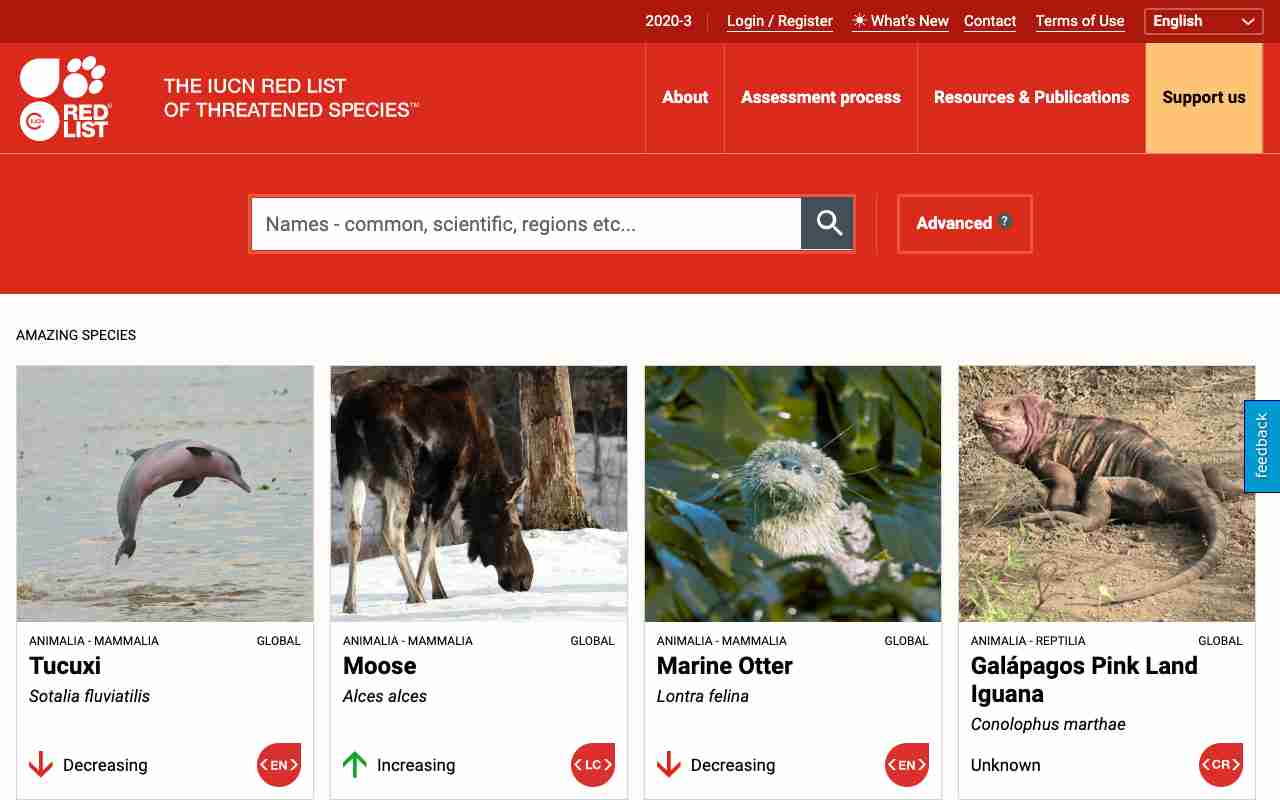 2020-3 Login / Register What's New Contact Terms of Use English
RED LIST
IUCN
THE IUCN RED LIST
OF THREATENED SPECIES™
About Assessment process Resources & Publications Support us
Names - common, scientific, regions etc...
Advanced ?
AMAZING SPECIES
feedback
ANIMALIA - MAMMALIA GLOBAL
Tucuxi
Sotalia fluviatilis
Decreasing <EN>
ANIMALIA - MAMMALIA GLOBAL
Moose
Alces alces
Increasing <LC>
ANIMALIA - MAMMALIA GLOBAL
Marine Otter
Lontra felina
Decreasing <EN>
ANIMALIA - REPTILIA GLOBAL
Galápagos Pink Land
Iguana
Conolophus marthae
Unknown <CR>